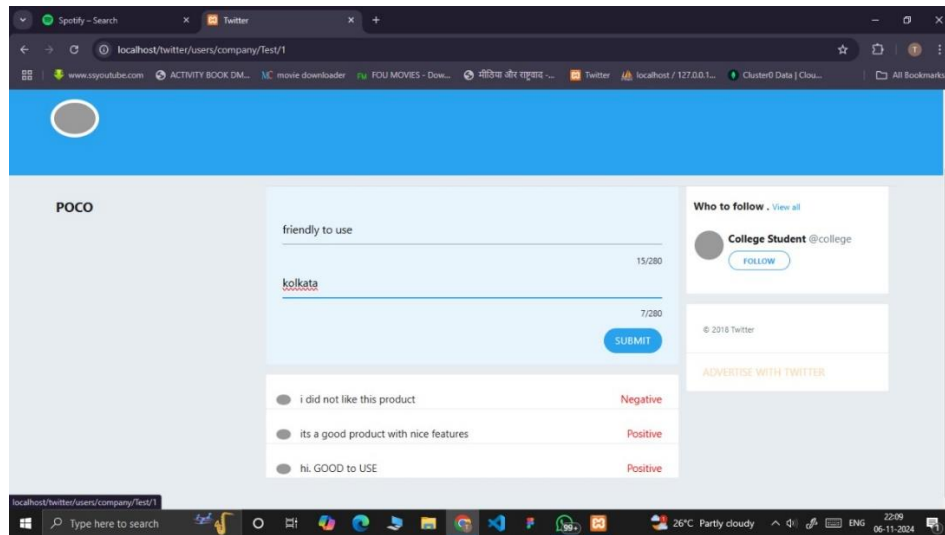 Spotify – Search
Twitter
localhost/twitter/users/company/Test/1
www.ssyoutube.com ACTIVITY BOOK DM... MC movie downloader FOU MOVIES - Dow... मीडिया और राष्ट्रवाद -... Twitter localhost / 127.0.0.1... Cluster0 Data | Clou... All Bookmarks
POCO
friendly to use
15/280
kolkata
7/280
SUBMIT
i did not like this product Negative
its a good product with nice features Positive
hi. GOOD to USE Positive
Who to follow . View all
College Student @college
FOLLOW
© 2018 Twitter
ADVERTISE WITH TWITTER
localhost/twitter/users/company/Test/1
Type here to search
99+
26°C Partly cloudy
ENG
22:09
06-11-2024